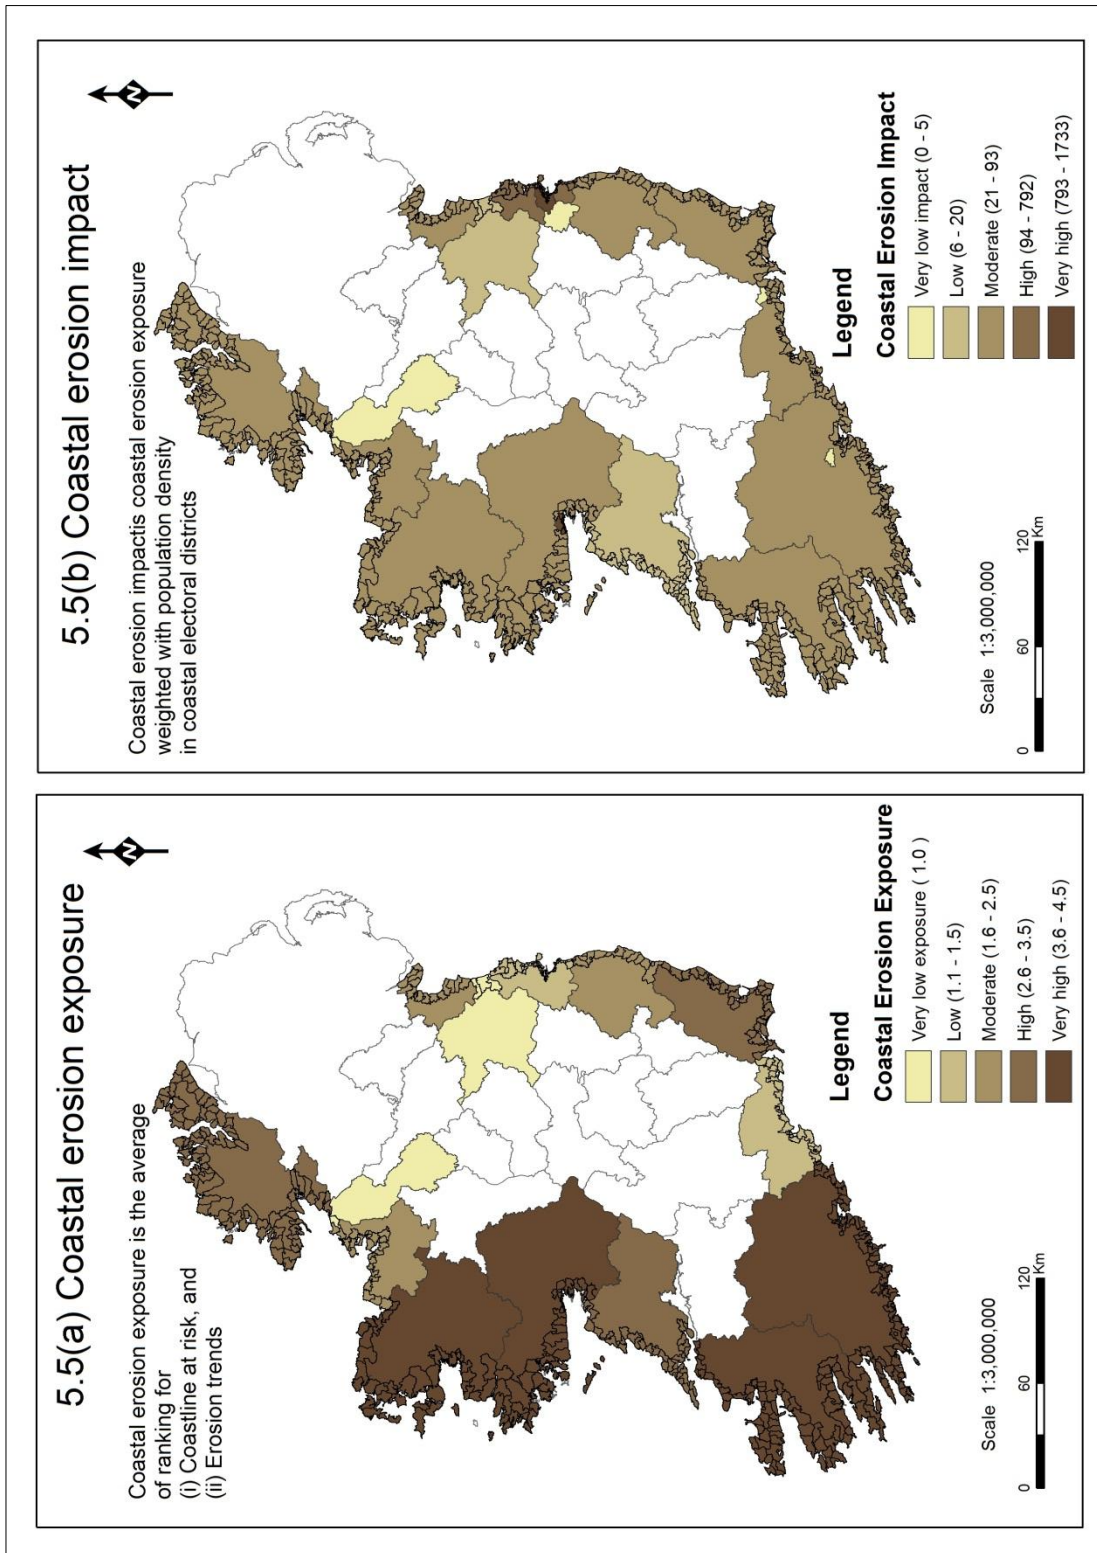 5.5(a) Coastal erosion exposure
Coastal erosion exposure is the average
of ranking for
(i) Coastline at risk, and
(ii) Erosion trends
N
Legend
Coastal Erosion Exposure
Very low exposure ( 1.0 )
Low (1.1 - 1.5)
Moderate (1.6 - 2.5)
High (2.6 - 3.5)
Very high (3.6 - 4.5)
Scale 1:3,000,000
0 60 120
Km
5.5(b) Coastal erosion impact
Coastal erosion impactis coastal erosion exposure
weighted with population density
in coastal electoral districts
N
Legend
Coastal Erosion Impact
Very low impact (0 - 5)
Low (6 - 20)
Moderate (21 - 93)
High (94 - 792)
Very high (793 - 1733)
Scale 1:3,000,000
0 60 120
Km